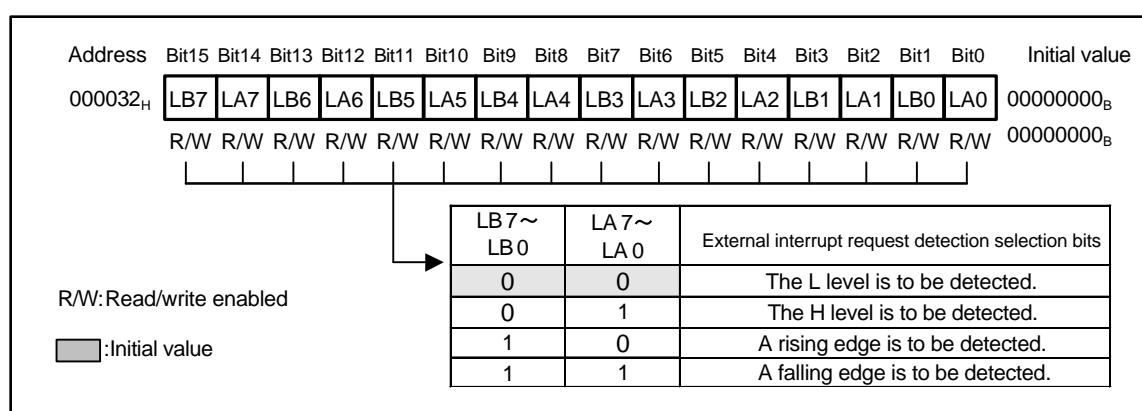 Address Bit15 Bit14 Bit13 Bit12 Bit11 Bit10 Bit9 Bit8 Bit7 Bit6 Bit5 Bit4 Bit3 Bit2 Bit1 Bit0 Initial value
000032H LB7 LA7 LB6 LA6 LB5 LA5 LB4 LA4 LB3 LA3 LB2 LA2 LB1 LA1 LB0 LA0 00000000B
R/W R/W R/W R/W R/W R/W R/W R/W R/W R/W R/W R/W R/W R/W R/W R/W 00000000B
LB7～ LA7～
LB0 LA0 External interrupt request detection selection bits
0 0 The L level is to be detected.
0 1 The H level is to be detected.
1 0 A rising edge is to be detected.
1 1 A falling edge is to be detected.
R/W:Read/write enabled
:Initial value